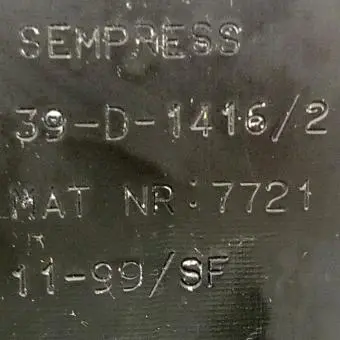 SEMPRESS
39-D-1416/2
MAT NR:7721
11-99/SF